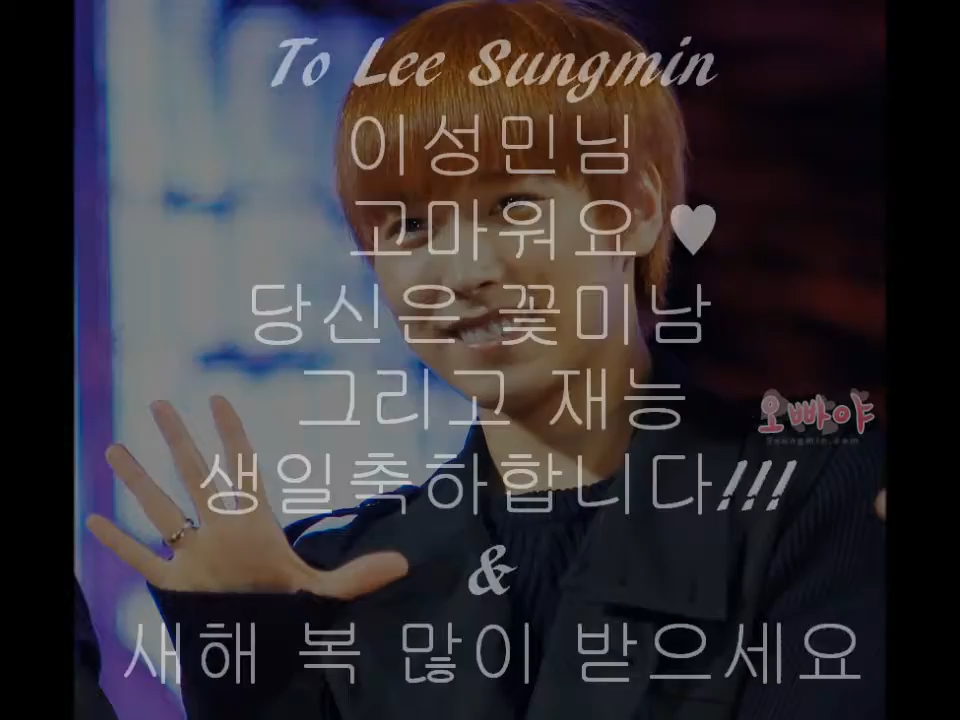 To Lee Sungmin
이성민님
고마워요 ♥
당신은 꽃미남
그리고 재능
오빠야
SoungMin.com
생일축하합니다!!!
&
새해 복 많이 받으세요